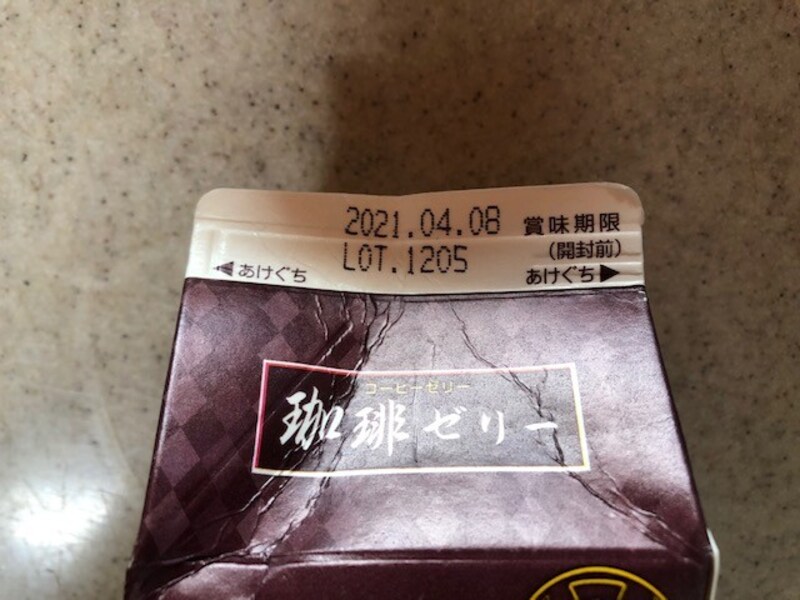 2021.04.08 賞味期限
LOT.1205 (開封前)
◀あけぐち あけぐち▶
コーヒーゼリー
珈琲ゼリー